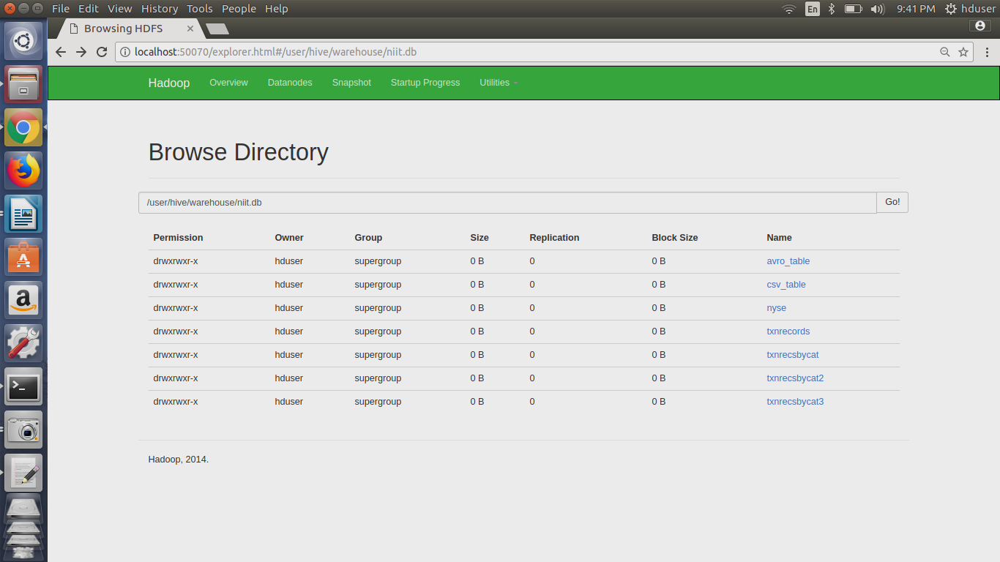 File Edit View History Tools People Help
En 9:41 PM hduser
Browsing HDFS ×
localhost:50070/explorer.html#/user/hive/warehouse/niit.db
Hadoop Overview Datanodes Snapshot Startup Progress Utilities
Browse Directory
/user/hive/warehouse/niit.db Go!
Permission Owner Group Size Replication Block Size Name
drwxrwxr-x hduser supergroup 0 B 0 0 B avro_table
drwxrwxr-x hduser supergroup 0 B 0 0 B csv_table
drwxrwxr-x hduser supergroup 0 B 0 0 B nyse
drwxrwxr-x hduser supergroup 0 B 0 0 B txnrecords
drwxrwxr-x hduser supergroup 0 B 0 0 B txnrecsbycat
drwxrwxr-x hduser supergroup 0 B 0 0 B txnrecsbycat2
drwxrwxr-x hduser supergroup 0 B 0 0 B txnrecsbycat3
Hadoop, 2014.